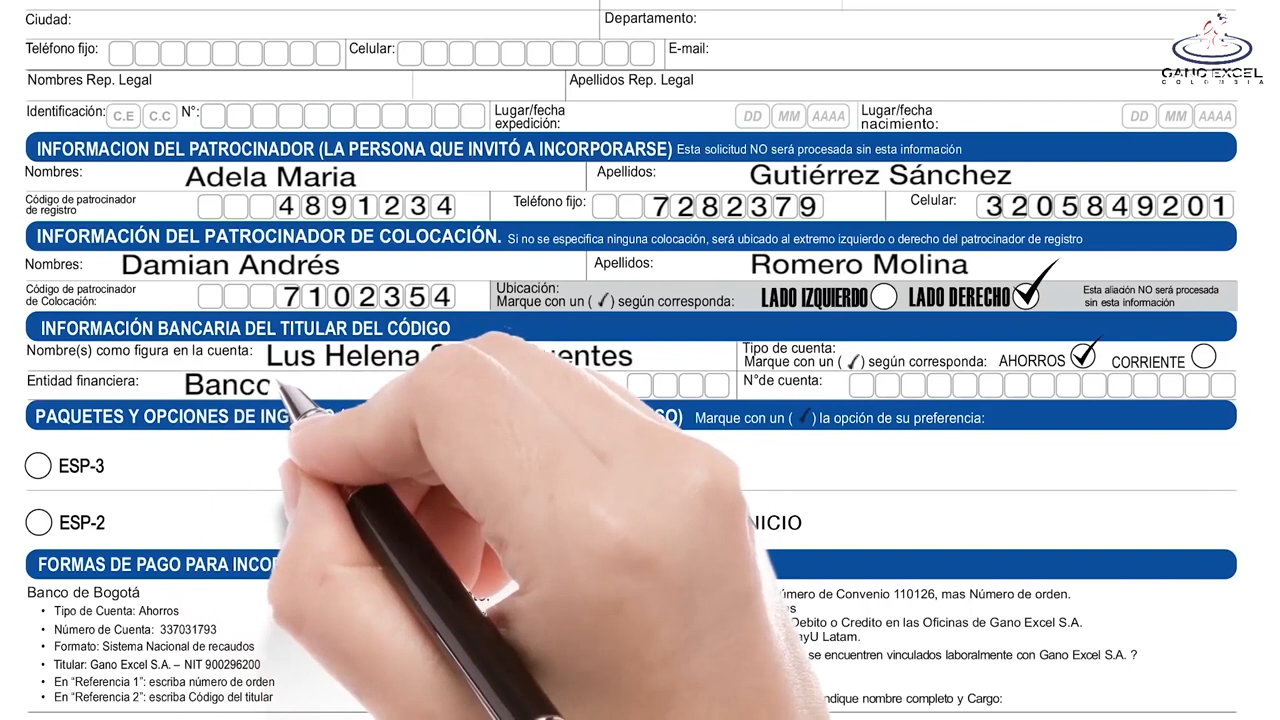 Ciudad: Departamento:
Teléfono fijo: Celular: E-mail:
GANO EXCEL
COLOMBIA
Nombres Rep. Legal Apellidos Rep. Legal
Identificación: C.E C.C N°: Lugar/fecha expedición: DD MM AAAA Lugar/fecha nacimiento: DD MM AAAA
INFORMACION DEL PATROCINADOR (LA PERSONA QUE INVITÓ A INCORPORARSE) Esta solicitud NO será procesada sin esta información
Nombres: Adela Maria Apellidos: Gutiérrez Sánchez
Código de patrocinador de registro 4891234 Teléfono fijo: 7282379 Celular: 3205849201
INFORMACIÓN DEL PATROCINADOR DE COLOCACIÓN. Si no se especifica ninguna colocación, será ubicado al extremo izquierdo o derecho del patrocinador de registro
Nombres: Damian Andrés Apellidos: Romero Molina
Código de patrocinador de Colocación: 7102354 Ubicación: Marque con un ( ✓ ) según corresponda: LADO IZQUIERDO LADO DERECHO ✓ Esta aliación NO será procesada sin esta información
INFORMACIÓN BANCARIA DEL TITULAR DEL CÓDIGO
Nombre(s) como figura en la cuenta: Lus Helena Tipo de cuenta: Marque con un ( ✓ ) según corresponda: AHORROS ✓ CORRIENTE
Entidad financiera: Banco N°de cuenta:
PAQUETES Y OPCIONES DE Marque con un ( ✓ ) la opción de su preferencia:
ESP-3
ESP-2
FORMAS DE PAGO PARA
Banco de Bogotá
• Tipo de Cuenta: Ahorros
• Número de Cuenta: 337031793
• Formato: Sistema Nacional de recaudos
• Titular: Gano Excel S.A. – NIT 900296200
• En “Referencia 1”: escriba número de orden
• En “Referencia 2”: escriba Código del titular
de Convenio 110126, mas Número de orden.
Debito o Credito en las Oficinas de Gano Excel S.A.
Latam.
se encuentren vinculados laboralmente con Gano Excel S.A. ?
nombre completo y Cargo: